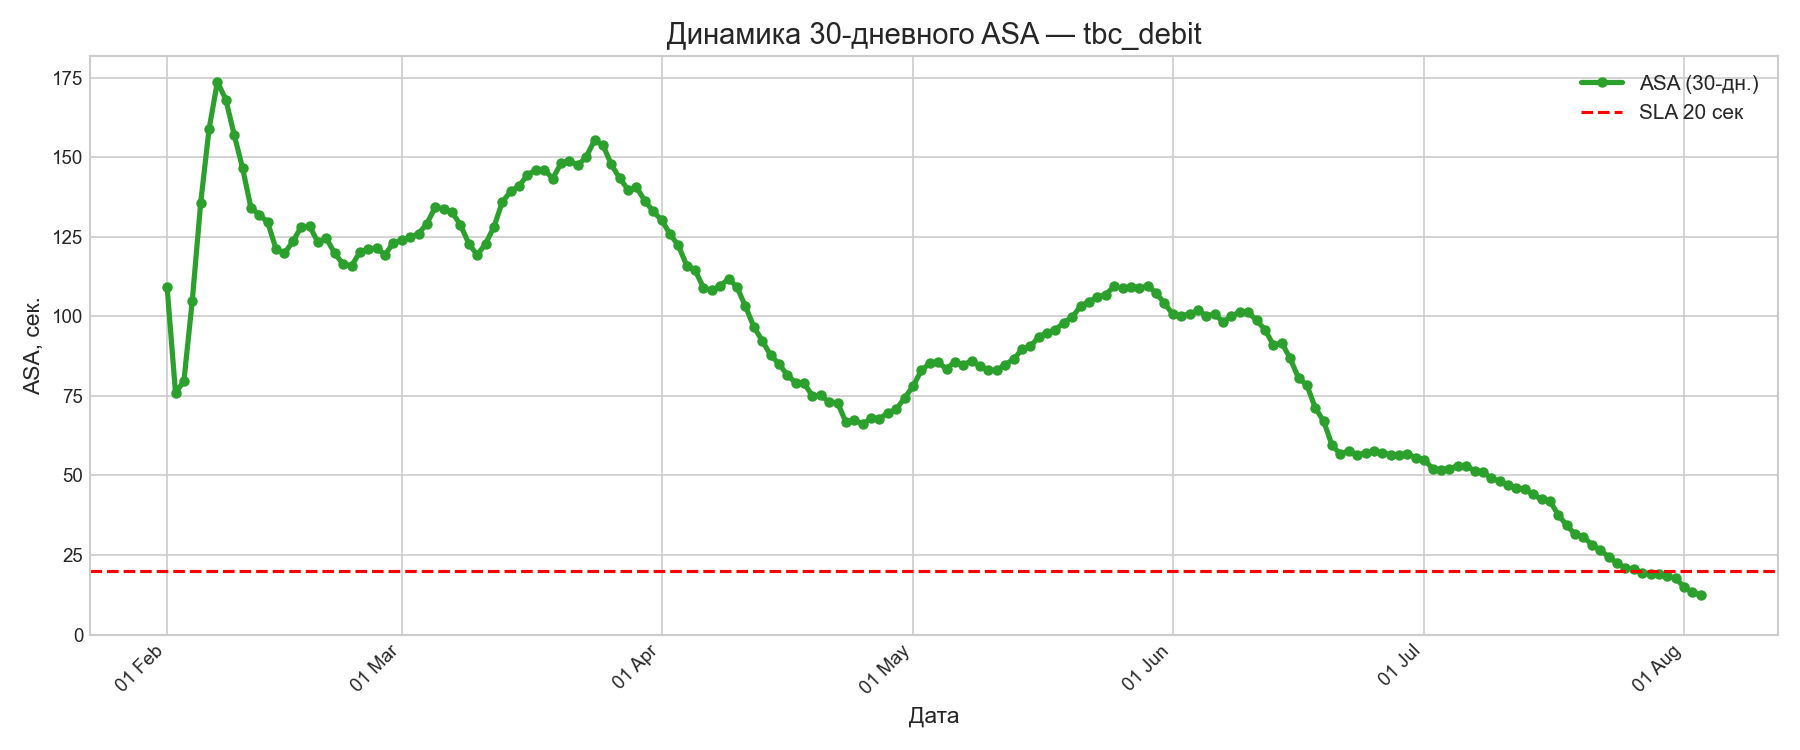 Динамика 30-дневного ASA — tbc_debit
ASA (30-дн.)
SLA 20 сек
ASA, сек.
175
150
125
100
75
50
25
0
01 Feb
01 Mar
01 Apr
01 May
01 Jun
01 Jul
01 Aug
Дата